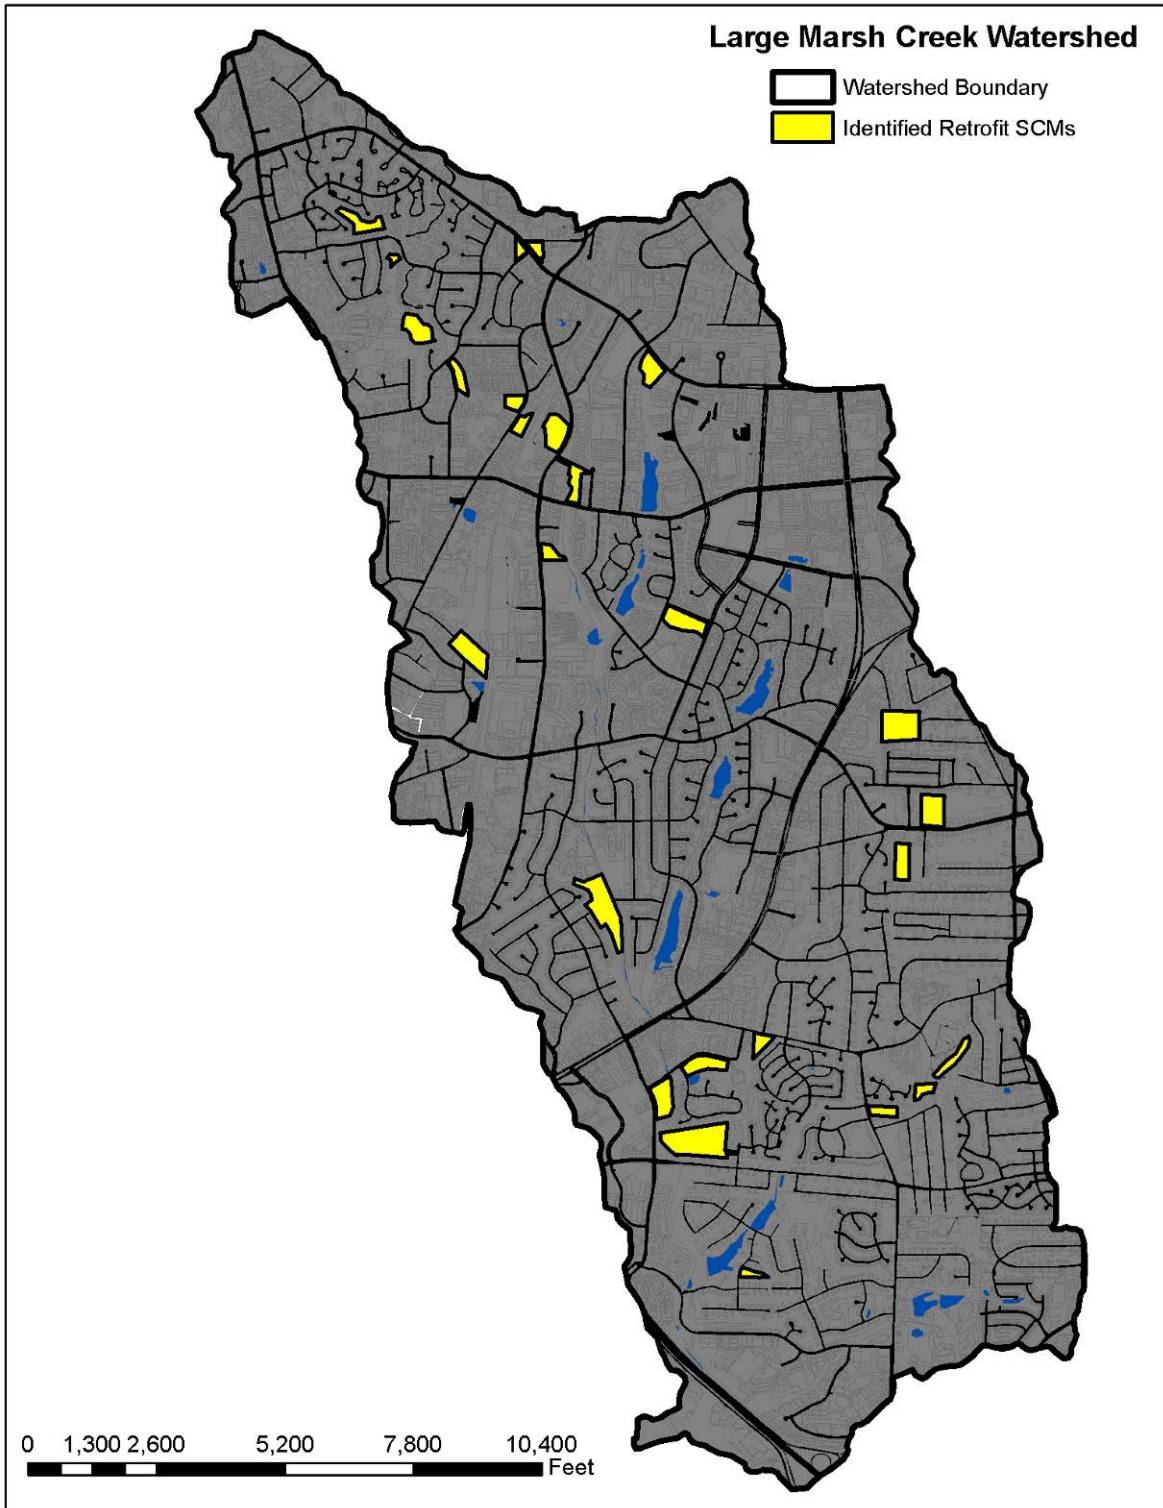 Large Marsh Creek Watershed
Watershed Boundary
Identified Retrofit SCMs
0 1,300 2,600 5,200 7,800 10,400
Feet